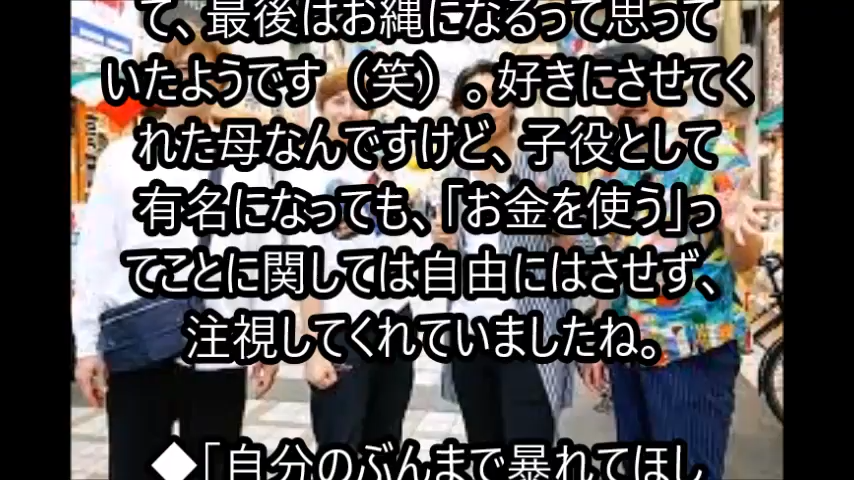 て、最後はお縄になるって思って
いたようです（笑）。好きにさせてく
れた母なんですけど、子役として
有名になっても、「お金を使う」っ
てことに関しては自由にはさせず、
注視してくれていましたね。
◆「自分のぶんまで暴れてほし